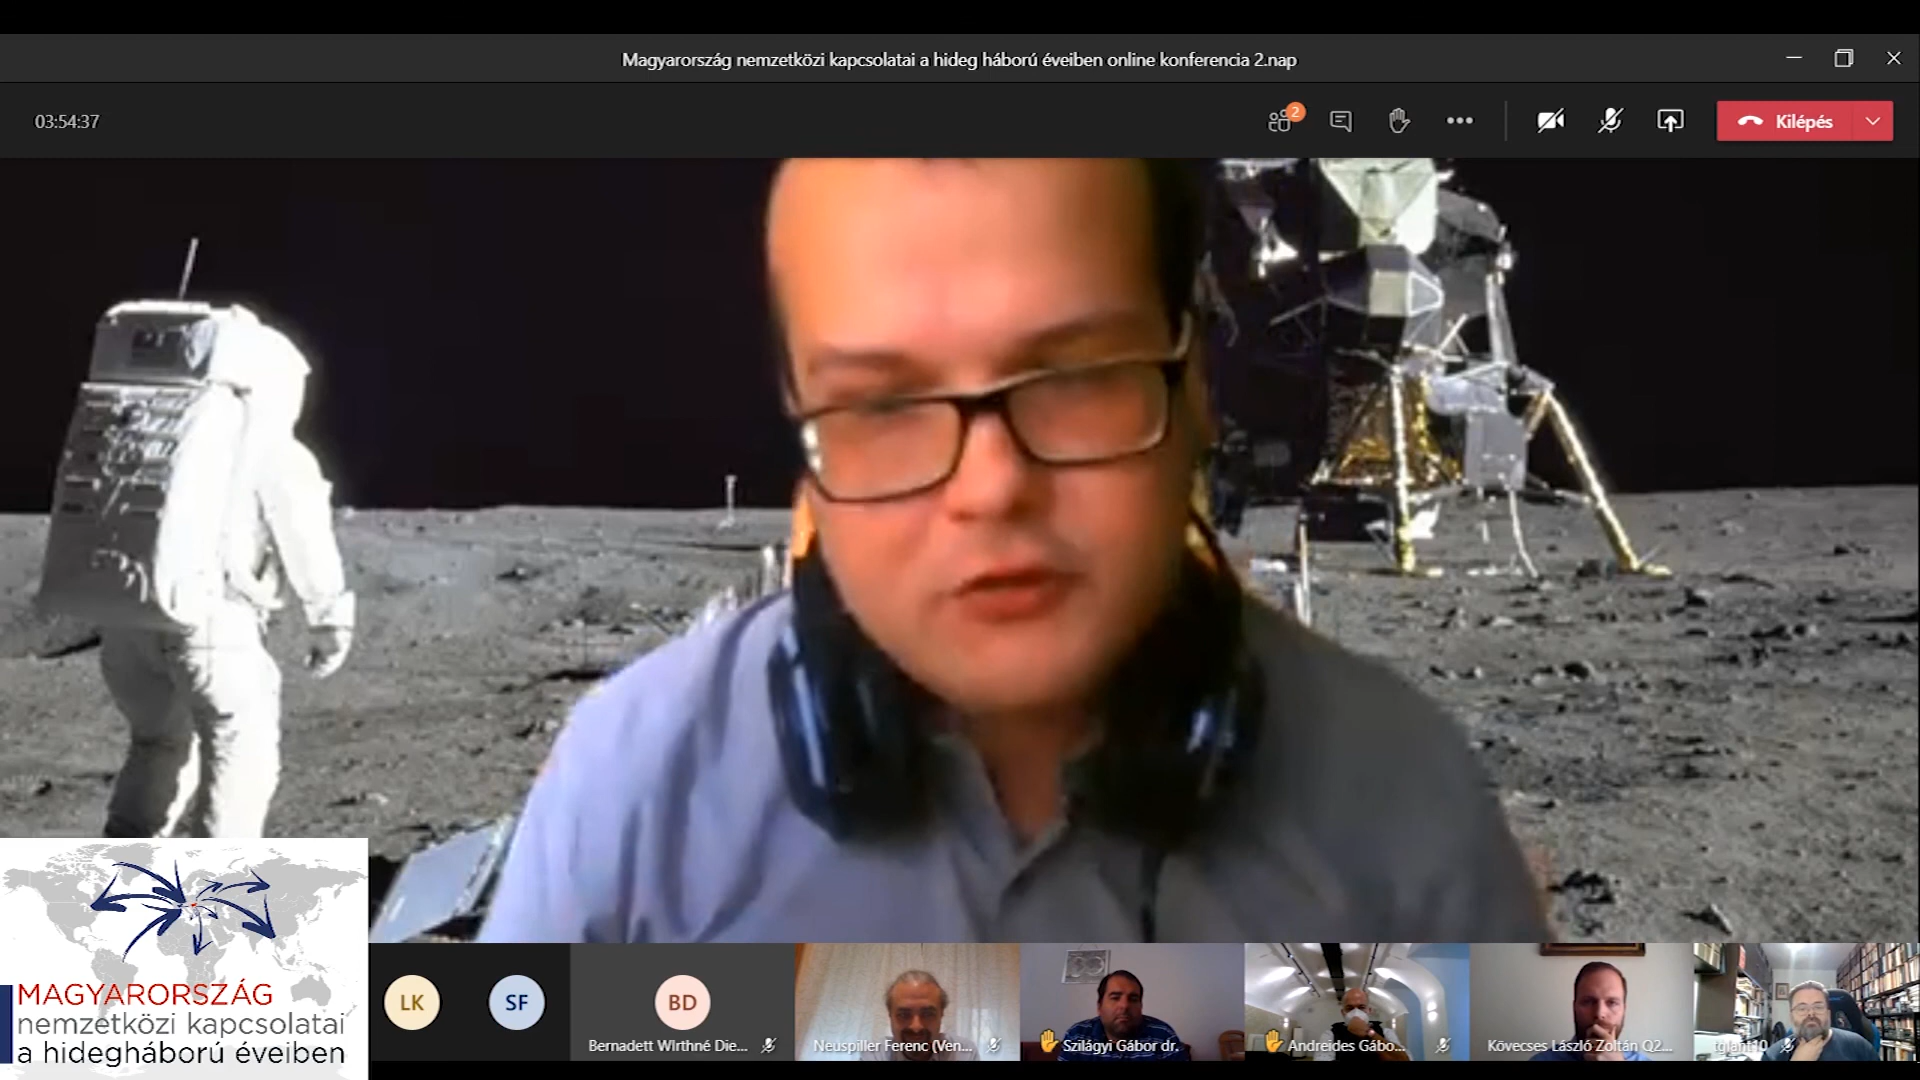 Magyarország nemzetközi kapcsolatai a hideg háború éveiben online konferencia 2.nap
03:54:37
2
Kilépés
MAGYARORSZÁG
nemzetközi kapcsolatai
a hidegháború éveiben
LK
SF
BD
Bernadett WIrthné Die...
Neuspiller Ferenc (Ven...
Szilágyi Gábor dr.
Andreides Gábo...
Kövecses László Zoltán Q2...
tglant10